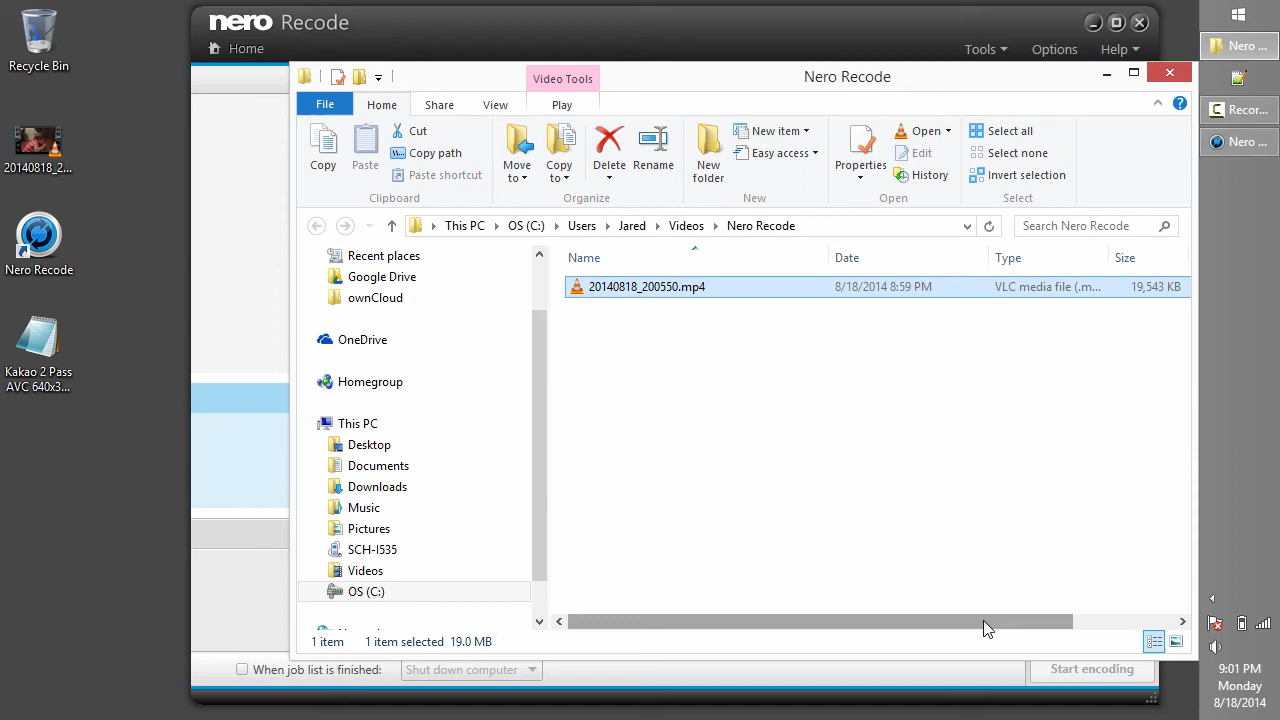 Recycle Bin
20140818_2...
Nero Recode
Kakao 2 Pass
AVC 640x3...
nero Recode
Home
Tools
Options
Help
Video Tools
Nero Recode
File
Home
Share
View
Play
Copy
Paste
Cut
Copy path
Paste shortcut
Clipboard
Move
to
Copy
to
Delete
Rename
Organize
New
folder
New item
Easy access
New
Properties
Open
Edit
History
Open
Select all
Select none
Invert selection
Select
This PC
OS (C:)
Users
Jared
Videos
Nero Recode
Search Nero Recode
Recent places
Google Drive
ownCloud
OneDrive
Homegroup
This PC
Desktop
Documents
Downloads
Music
Pictures
SCH-I535
Videos
OS (C:)
Name
Date
Type
Size
20140818_200550.mp4
8/18/2014 8:59 PM
VLC media file (.m...
19,543 KB
1 item
1 item selected 19.0 MB
When job list is finished:
Shut down computer
Start encoding
Nero ...
Recor...
Nero ...
9:01 PM
Monday
8/18/2014